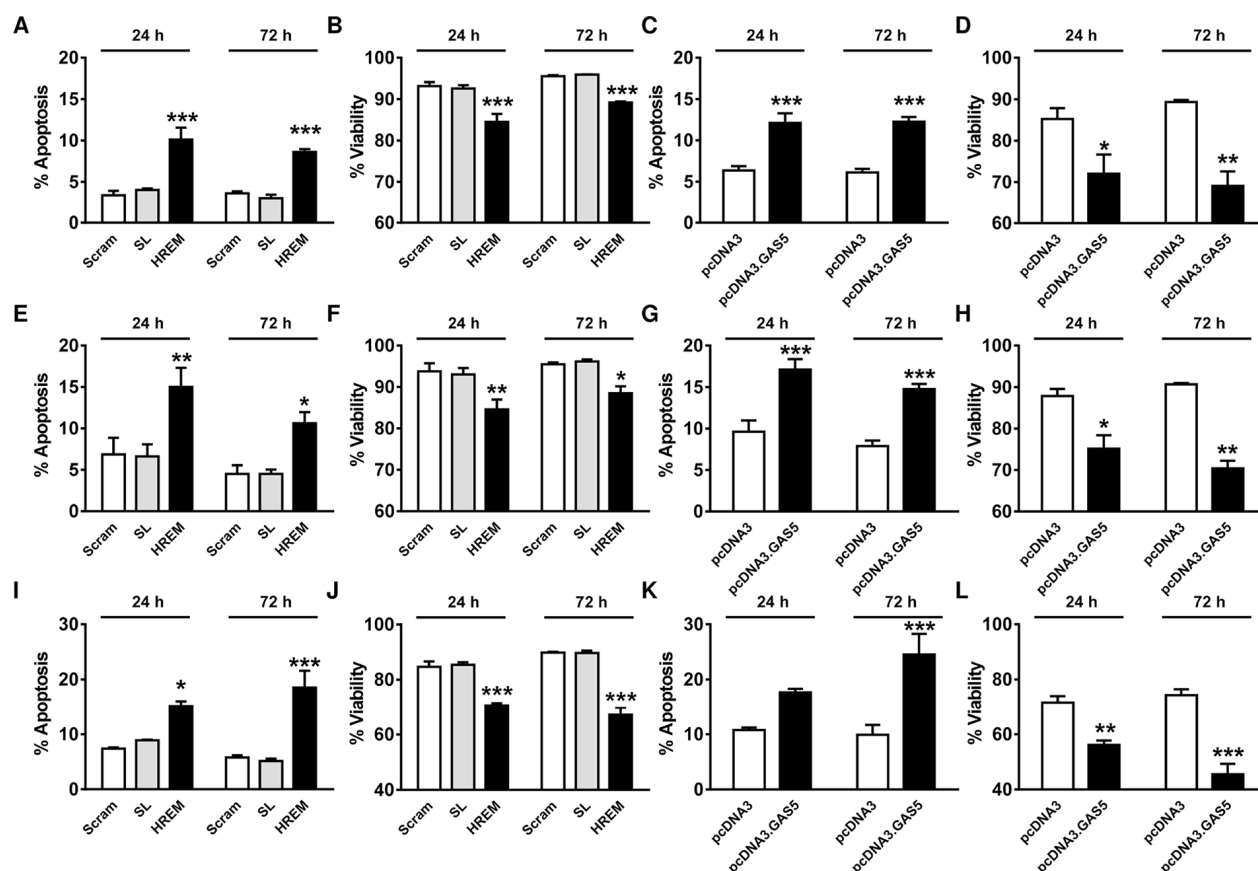 A
24 h
72 h
% Apoptosis
20
15
10
5
0
***
***
Scram
SL
HREM
Scram
SL
HREM
B
24 h
72 h
% Viability
100
90
80
70
60
***
***
Scram
SL
HREM
Scram
SL
HREM
C
24 h
72 h
% Apoptosis
20
15
10
5
0
***
***
pcDNA3
pcDNA3.GAS5
pcDNA3
pcDNA3.GAS5
D
24 h
72 h
% Viability
100
90
80
70
60
*
**
pcDNA3
pcDNA3.GAS5
pcDNA3
pcDNA3.GAS5
E
24 h
72 h
% Apoptosis
20
15
10
5
0
**
*
Scram
SL
HREM
Scram
SL
HREM
F
24 h
72 h
% Viability
100
90
80
70
60
**
*
Scram
SL
HREM
Scram
SL
HREM
G
24 h
72 h
% Apoptosis
20
15
10
5
0
***
***
pcDNA3
pcDNA3.GAS5
pcDNA3
pcDNA3.GAS5
H
24 h
72 h
% Viability
100
90
80
70
60
*
**
pcDNA3
pcDNA3.GAS5
pcDNA3
pcDNA3.GAS5
I
24 h
72 h
% Apoptosis
30
20
10
0
*
***
Scram
SL
HREM
Scram
SL
HREM
J
24 h
72 h
% Viability
100
80
60
40
***
***
Scram
SL
HREM
Scram
SL
HREM
K
24 h
72 h
% Apoptosis
30
20
10
0
***
pcDNA3
pcDNA3.GAS5
pcDNA3
pcDNA3.GAS5
L
24 h
72 h
% Viability
100
80
60
40
**
***
pcDNA3
pcDNA3.GAS5
pcDNA3
pcDNA3.GAS5